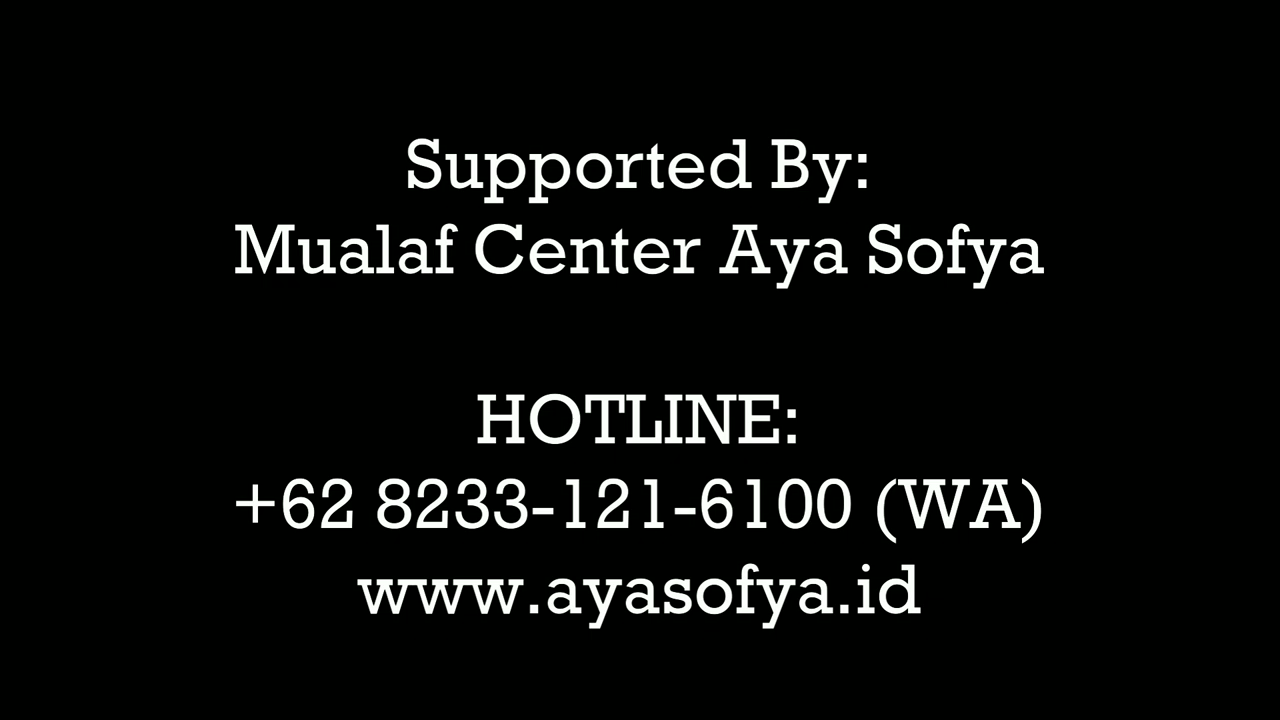 Supported By:
Mualaf Center Aya Sofya
HOTLINE:
+62 8233-121-6100 (WA)
www.ayasofya.id